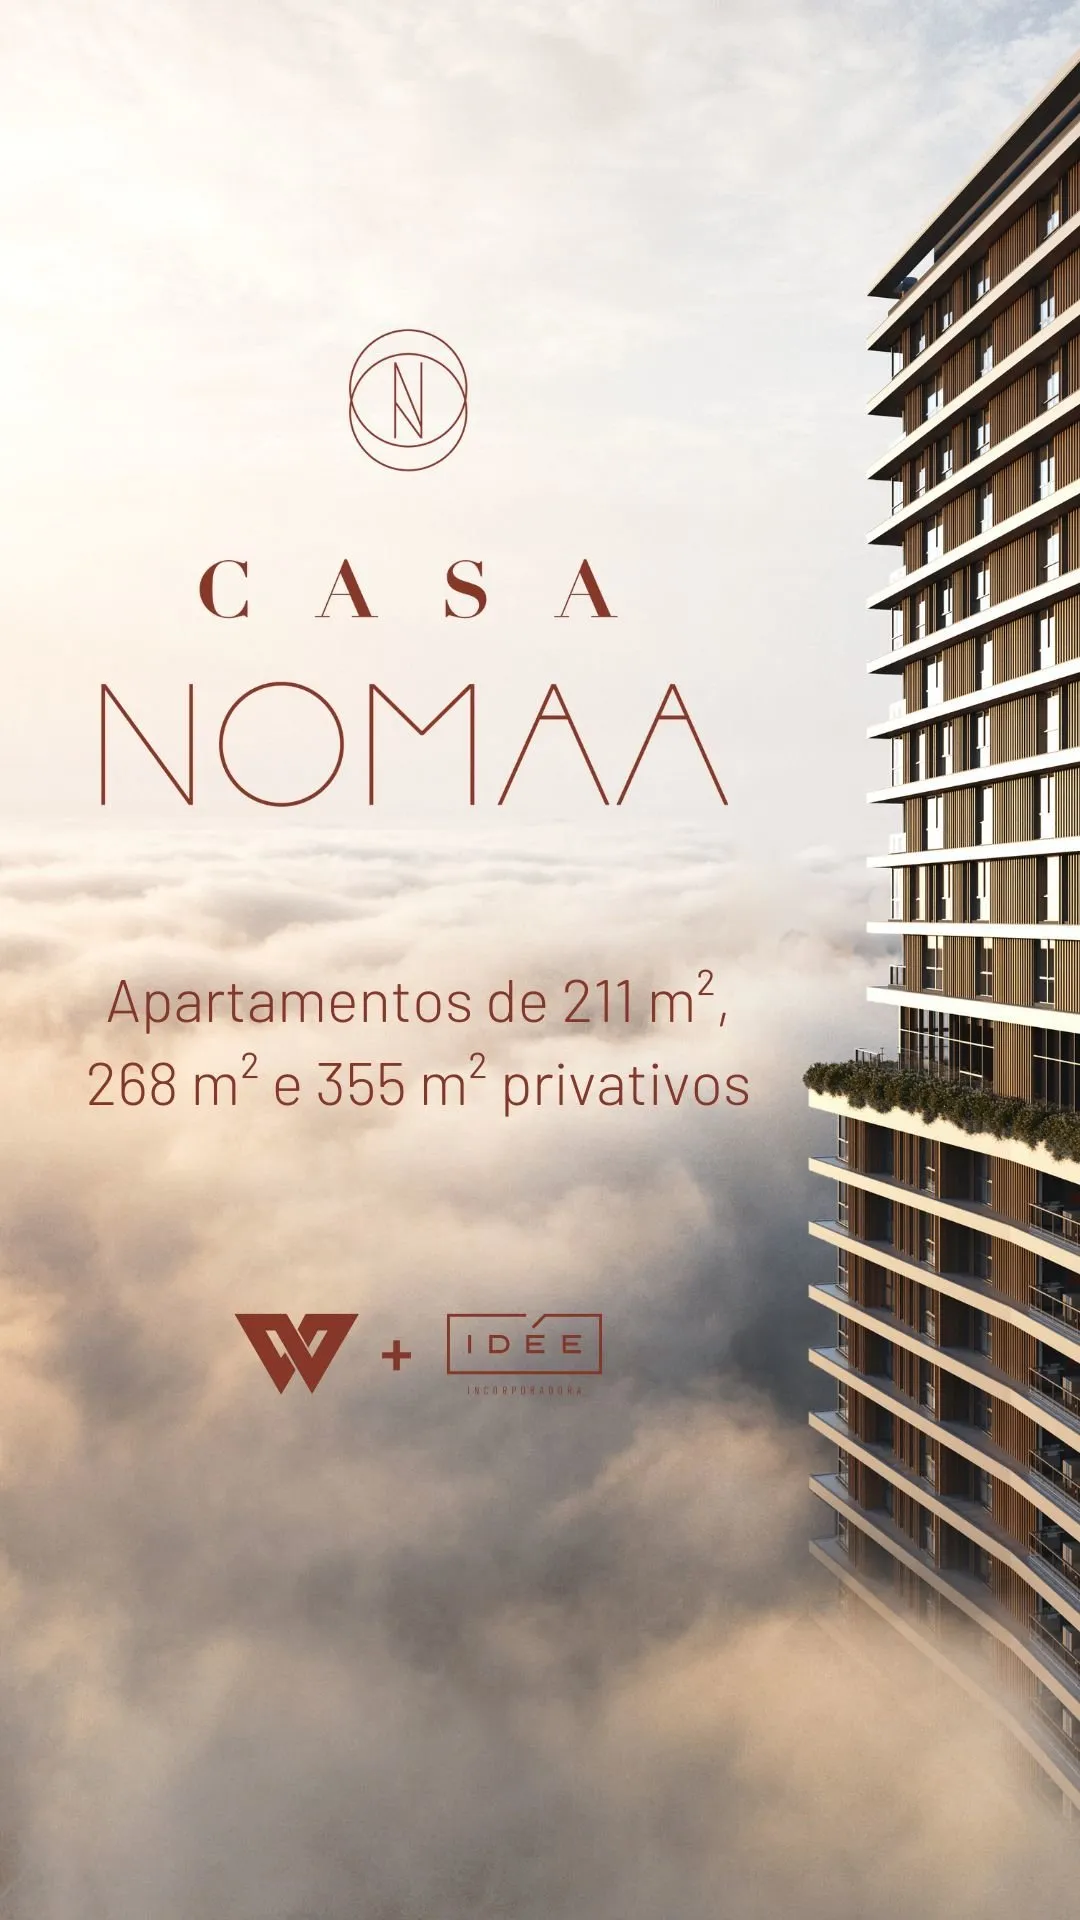 N
CASA
NOMAA
Apartamentos de 211 m²,
268 m² e 355 m² privativos
W + IDÉE
INCORPORADORA